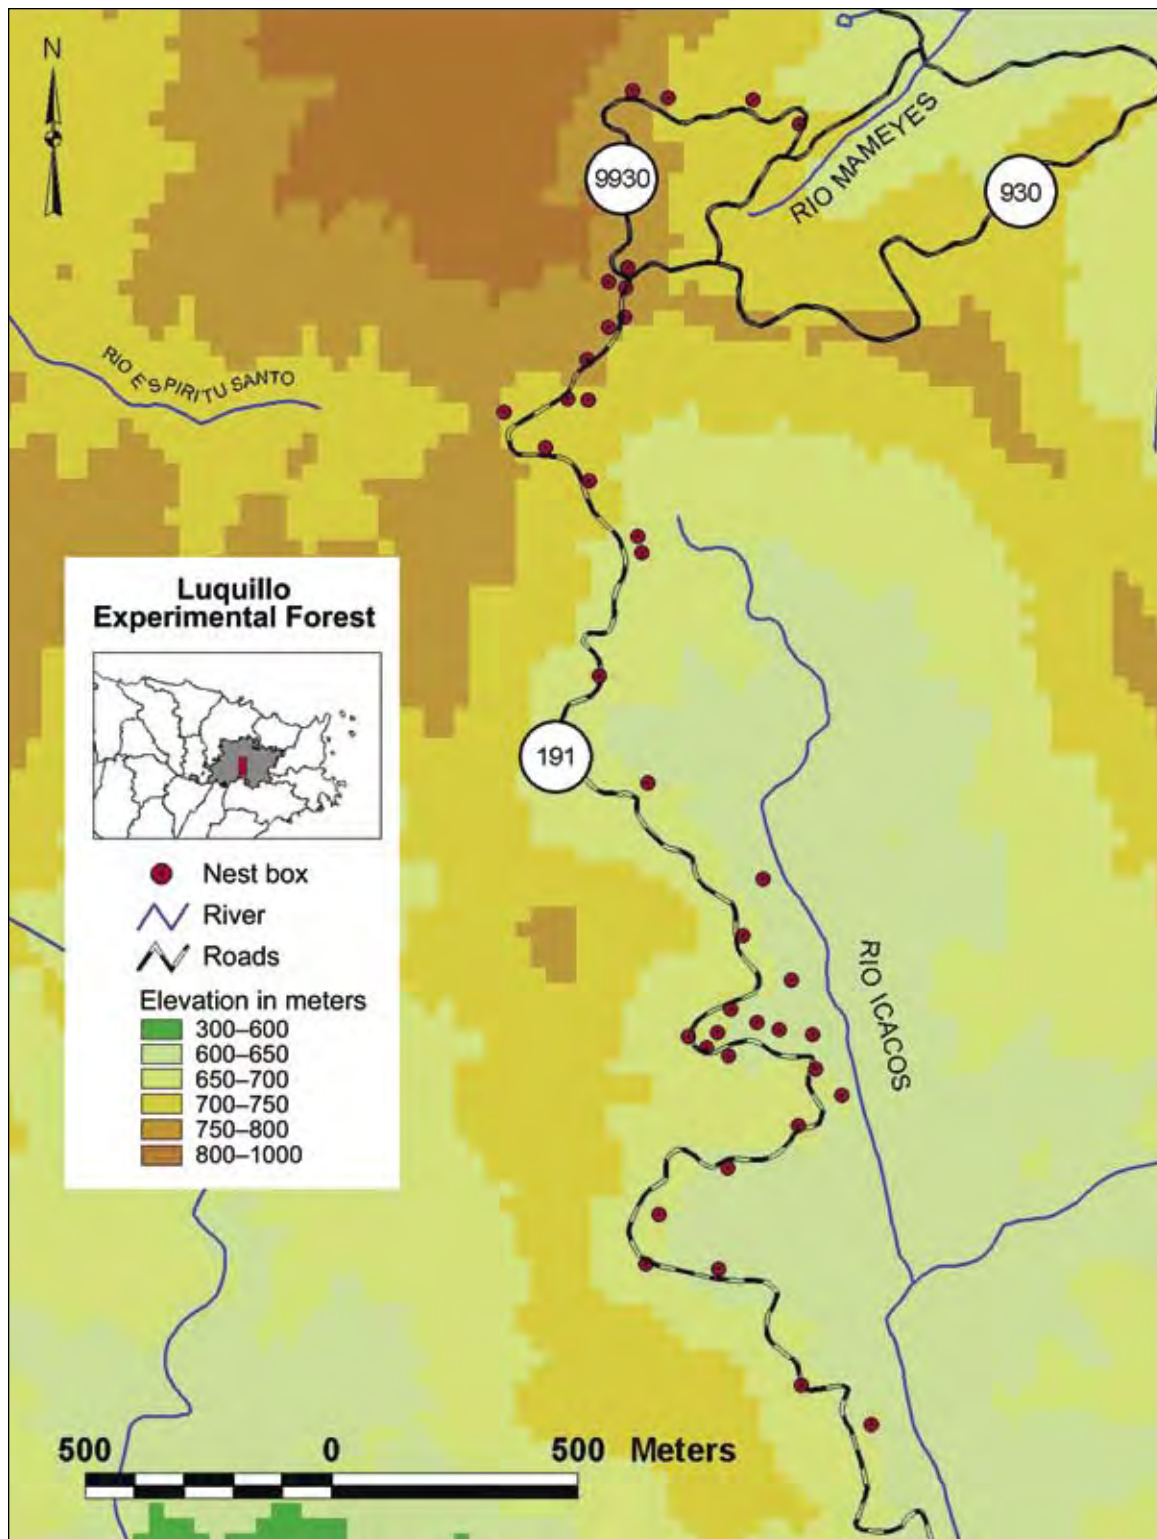 N
9930
RIO MAMEYES
930
RIO ESPIRITU SANTO
Luquillo
Experimental Forest
191
Nest box
River
Roads
RIO ICACOS
Elevation in meters
300–600
600–650
650–700
700–750
750–800
800–1000
500 0 500 Meters